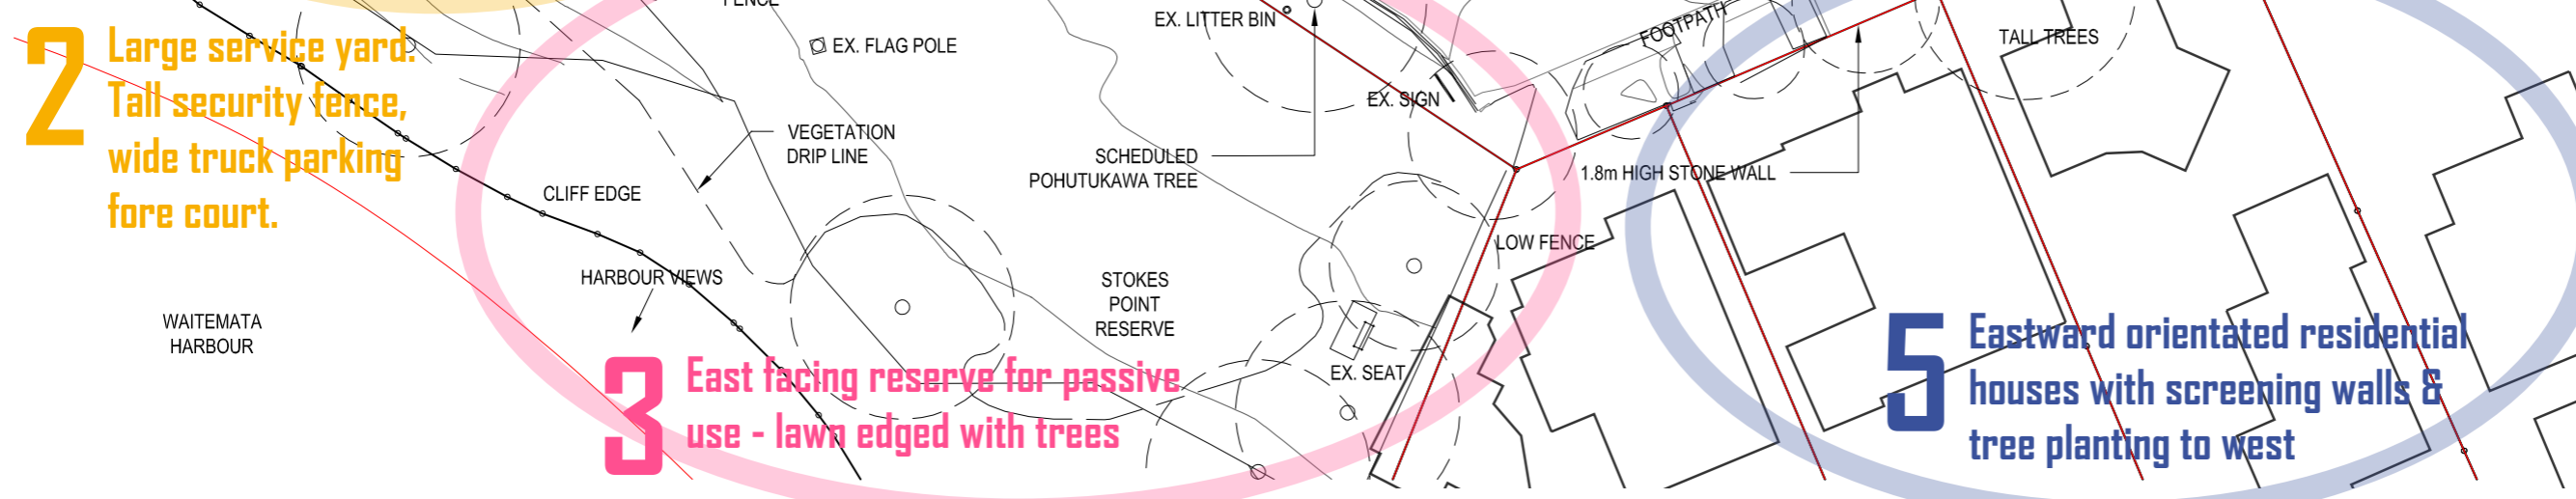 FENCE
2
Large service yard.
Tall security fence,
wide truck parking
fore court.
EX. FLAG POLE
EX. LITTER BIN
EX. SIGN
FOOTPATH
TALL TREES
VEGETATION
DRIP LINE
SCHEDULED
POHUTUKAWA TREE
1.8m HIGH STONE WALL
CLIFF EDGE
LOW FENCE
HARBOUR VIEWS
STOKES
POINT
RESERVE
WAITEMATA
HARBOUR
EX. SEAT
3
East facing reserve for passive
use - lawn edged with trees
5
Eastward orientated residential
houses with screening walls &
tree planting to west